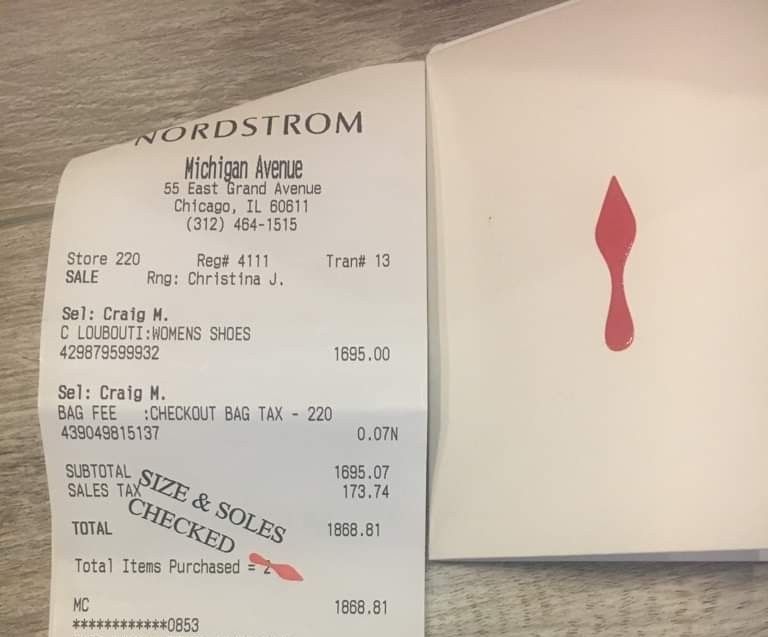 NORDSTROM
Michigan Avenue
55 East Grand Avenue
Chicago, IL 60611
(312) 464-1515
Store 220 Reg# 4111 Tran# 13
SALE Rng: Christina J.
Sel: Craig M.
C LOUBOUTI:WOMENS SHOES
429879599932 1695.00
Sel: Craig M.
BAG FEE :CHECKOUT BAG TAX - 220
439049815137 0.07N
SUBTOTAL 1695.07
SALES TAX 173.74
SIZE & SOLES
CHECKED
TOTAL 1868.81
Total Items Purchased = 2
MC 1868.81
************0853